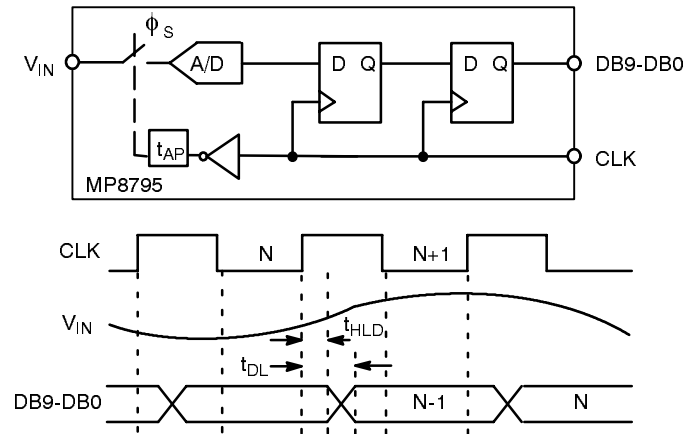 ϕS
VIN
A/D
D Q
D Q
DB9-DB0
tAP
CLK
MP8795
CLK
N
N+1
VIN
tHLD
tDL
DB9-DB0
N-1
N